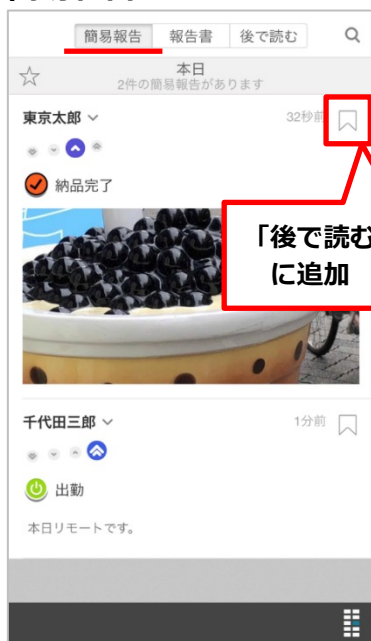 簡易報告 報告書 後で読む
本日
2件の簡易報告があります
東京太郎 32秒前
納品完了
「後で読む
に追加
千代田三郎 1分前
出勤
本日リモートです。